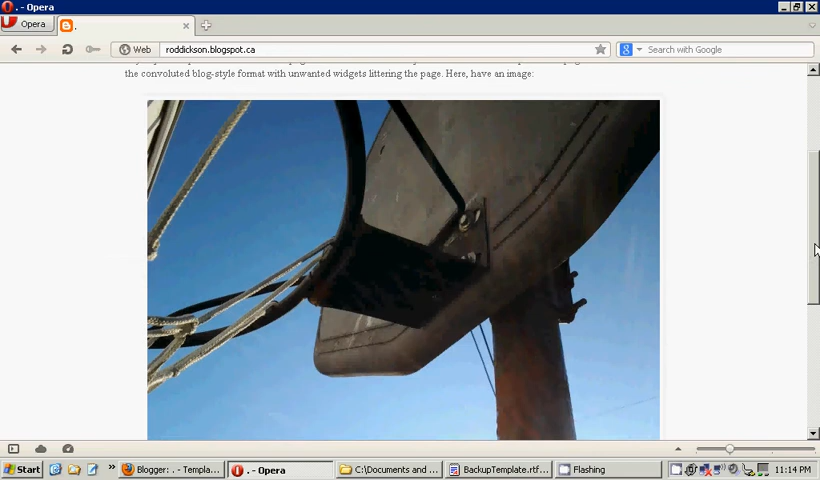 . - Opera
Opera
.
Web
roddickson.blogspot.ca
Search with Google
the convoluted blog-style format with unwanted widgets littering the page. Here, have an image:
Start
Blogger: . - Templa...
. - Opera
C:\Documents and ...
BackupTemplate.rtf...
Flashing
11:14 PM